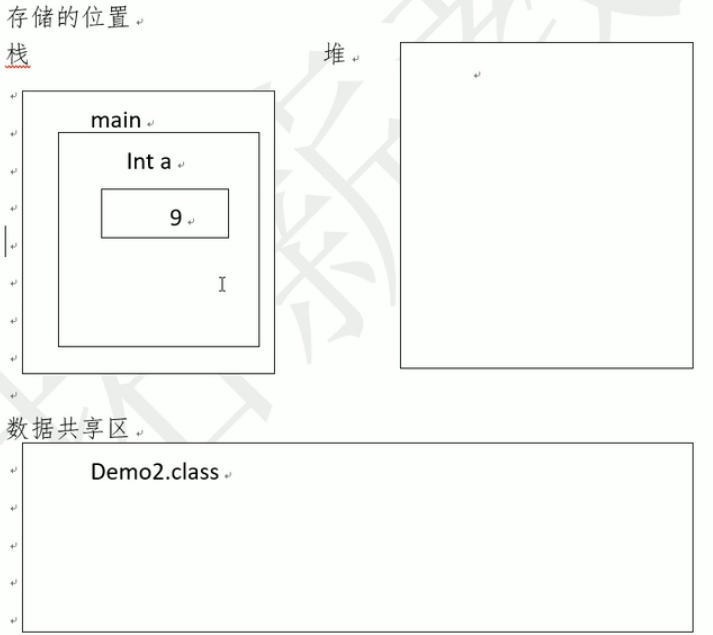 存储的位置
栈 堆
main
Int a
9
数据共享区
Demo2.class